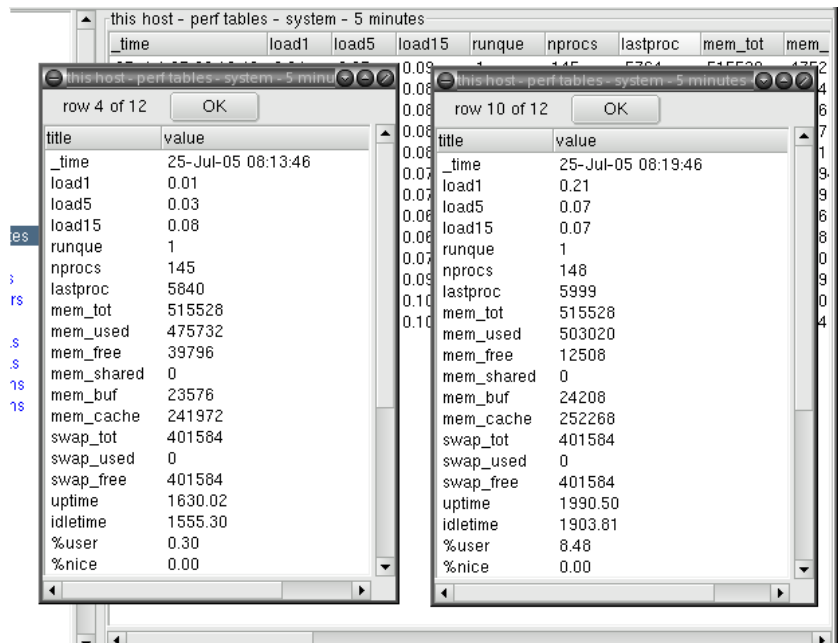 this host - perf tables - system - 5 minutes
_time load1 load5 load15 runque nprocs lastproc mem_tot mem_
this host - perf tables - system - 5 minu
row 4 of 12 OK
title value
_time 25-Jul-05 08:13:46
load1 0.01
load5 0.03
load15 0.08
runque 1
nprocs 145
lastproc 5840
mem_tot 515528
mem_used 475732
mem_free 39796
mem_shared 0
mem_buf 23576
mem_cache 241972
swap_tot 401584
swap_used 0
swap_free 401584
uptime 1630.02
idletime 1555.30
%user 0.30
%nice 0.00
this host - perf tables - system - 5 minutes
row 10 of 12 OK
title value
_time 25-Jul-05 08:19:46
load1 0.21
load5 0.07
load15 0.07
runque 1
nprocs 148
lastproc 5999
mem_tot 515528
mem_used 503020
mem_free 12508
mem_shared 0
mem_buf 24208
mem_cache 252268
swap_tot 401584
swap_used 0
swap_free 401584
uptime 1990.50
idletime 1903.81
%user 8.48
%nice 0.00